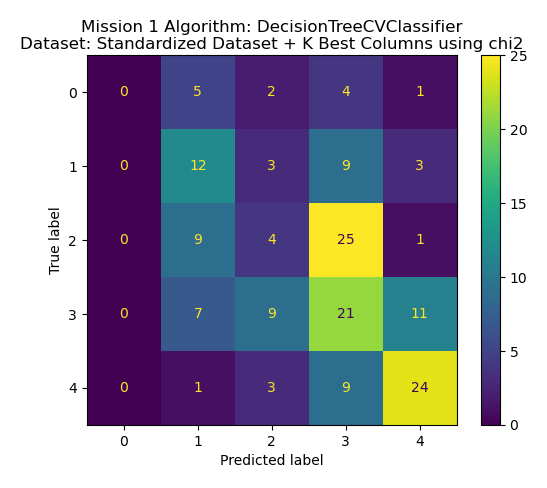 Mission 1 Algorithm: DecisionTreeCVClassifier
Dataset: Standardized Dataset + K Best Columns using chi2
True label
0 0 5 2 4 1
1 0 12 3 9 3
2 0 9 4 25 1
3 0 7 9 21 11
4 0 1 3 9 24
0 1 2 3 4
Predicted label
25
20
15
10
5
0